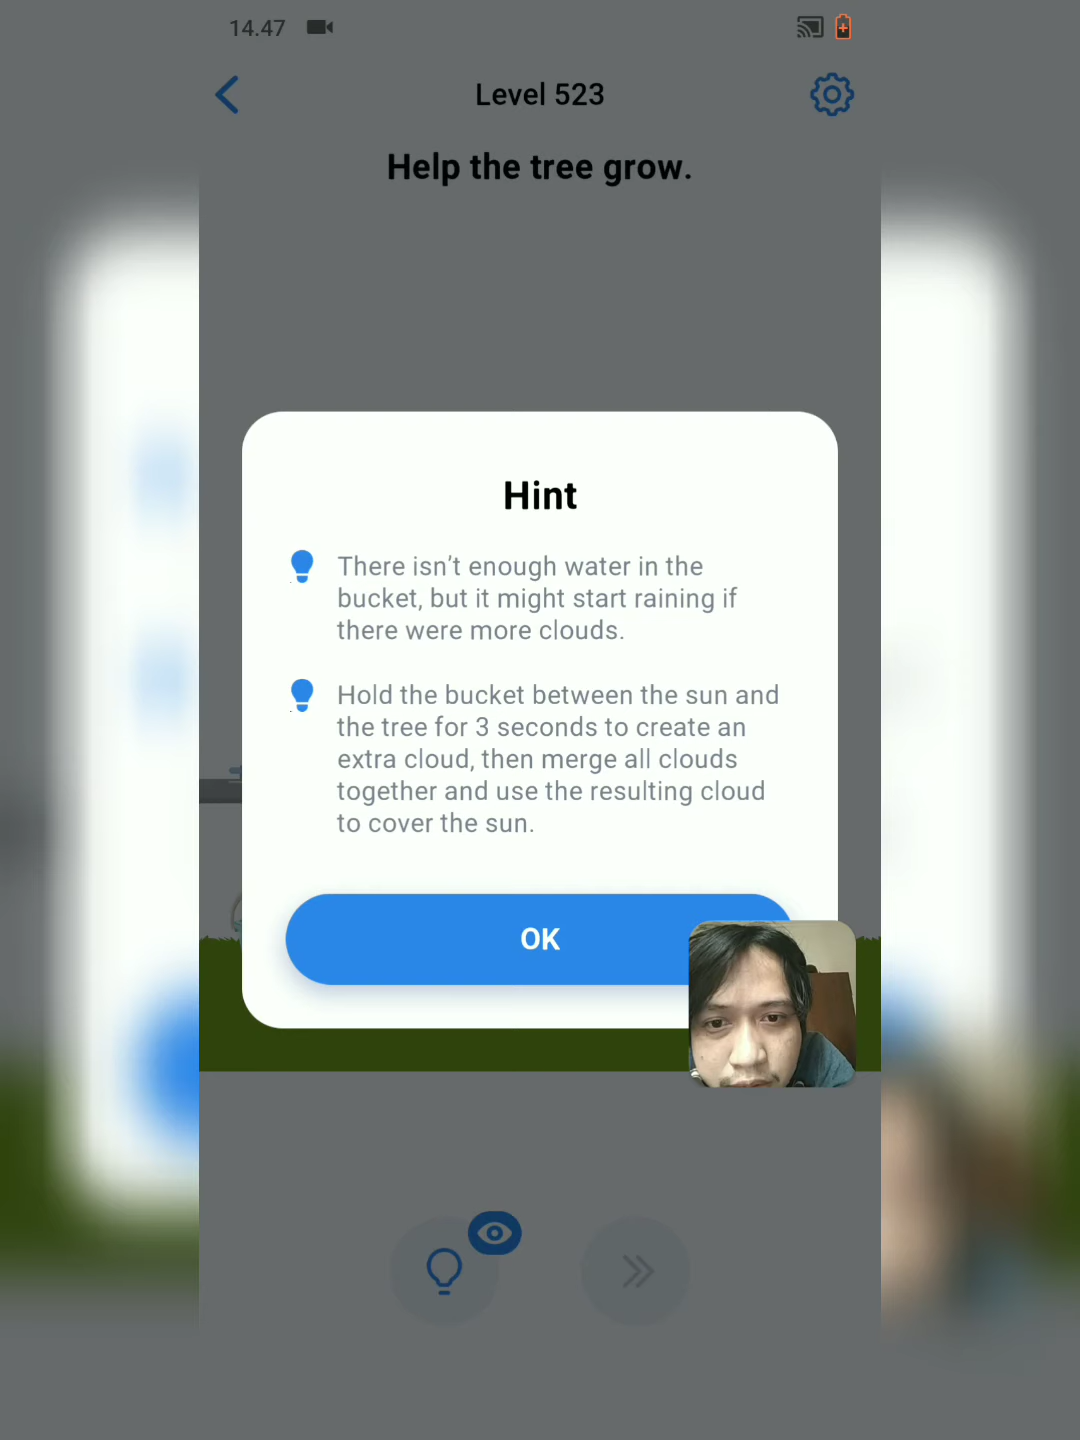 14.47
Level 523
Help the tree grow.
Hint
There isn’t enough water in the
bucket, but it might start raining if
there were more clouds.
Hold the bucket between the sun and
the tree for 3 seconds to create an
extra cloud, then merge all clouds
together and use the resulting cloud
to cover the sun.
OK